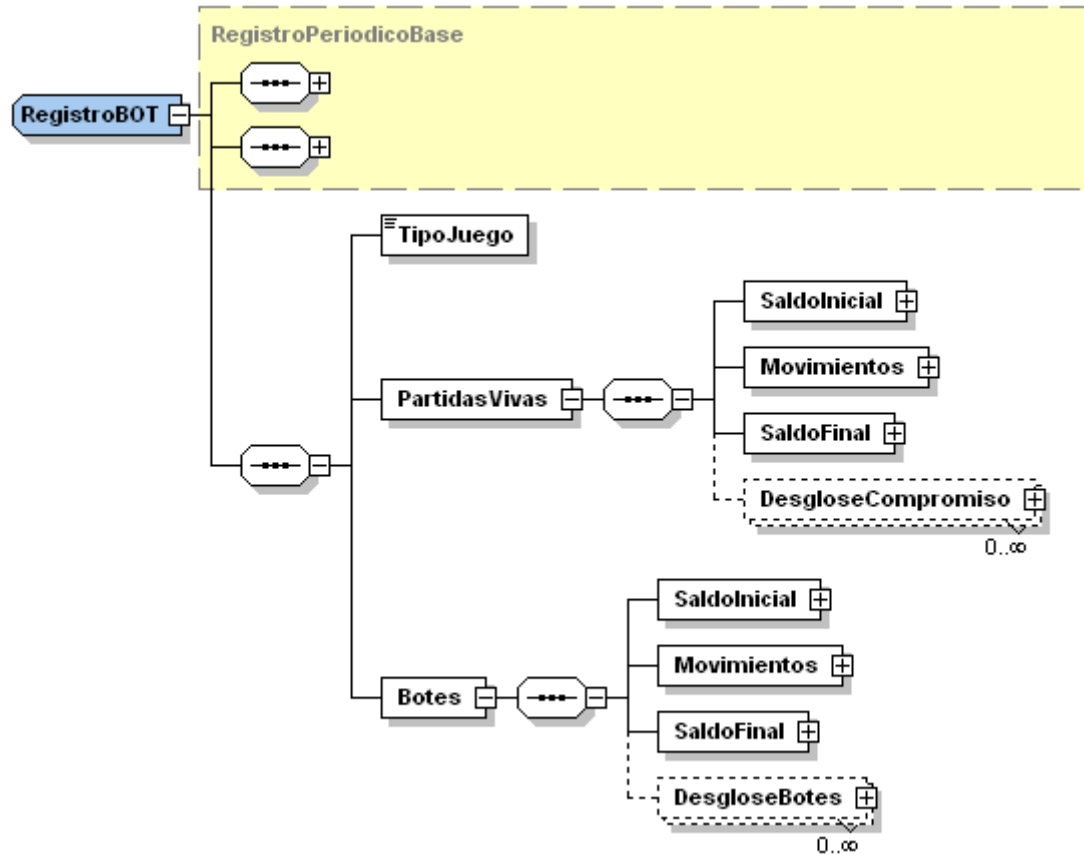 RegistroPeriodicoBase
RegistroBOT
TipoJuego
SaldoInicial
PartidasVivas
Movimientos
SaldoFinal
DesgloseCompromiso
0..∞
Botes
SaldoInicial
Movimientos
SaldoFinal
DesgloseBotes
0..∞